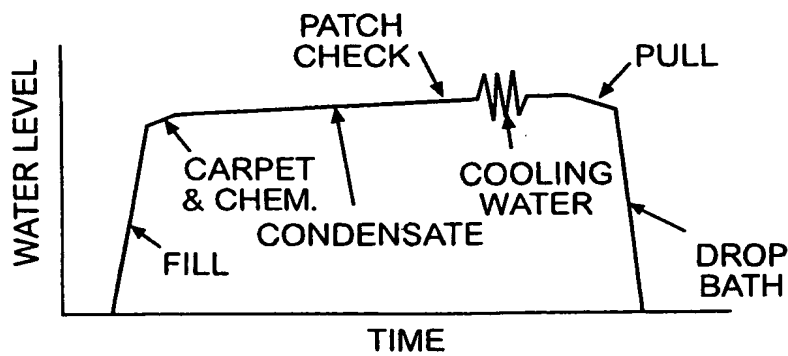 PATCH
CHECK
PULL
WATER LEVEL
CARPET
& CHEM.
COOLING
WATER
CONDENSATE
FILL
DROP
BATH
TIME